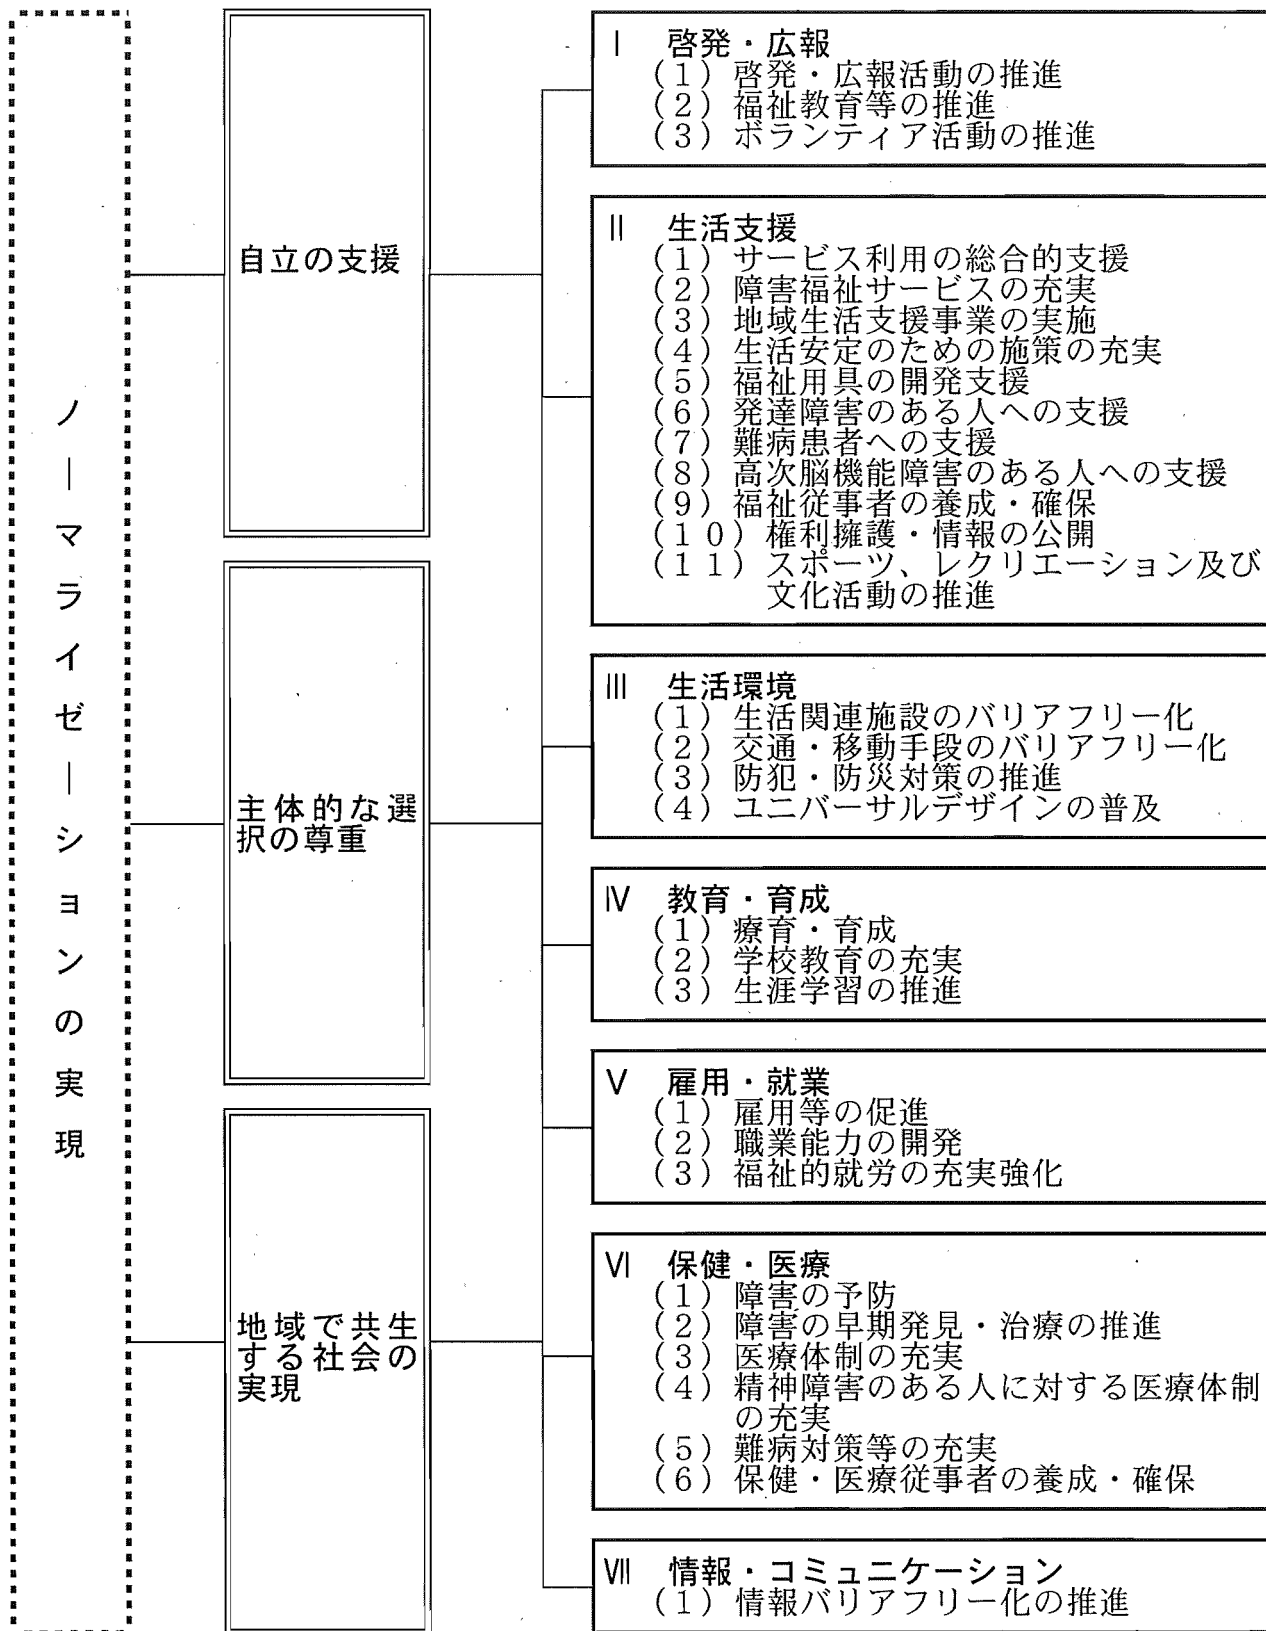 ノーマライゼーションの実現
自立の支援
主体的な選
択の尊重
地域で共生
する社会の
実現
Ⅰ 啓発・広報
(1) 啓発・広報活動の推進
(2) 福祉教育等の推進
(3) ボランティア活動の推進
Ⅱ 生活支援
(1) サービス利用の総合的支援
(2) 障害福祉サービスの充実
(3) 地域生活支援事業の実施
(4) 生活安定のための施策の充実
(5) 福祉用具の開発支援
(6) 発達障害のある人への支援
(7) 難病患者への支援
(8) 高次脳機能障害のある人への支援
(9) 福祉従事者の養成・確保
(10) 権利擁護・情報の公開
(11) スポーツ、レクリエーション及び
文化活動の推進
Ⅲ 生活環境
(1) 生活関連施設のバリアフリー化
(2) 交通・移動手段のバリアフリー化
(3) 防犯・防災対策の推進
(4) ユニバーサルデザインの普及
Ⅳ 教育・育成
(1) 療育・育成
(2) 学校教育の充実
(3) 生涯学習の推進
Ⅴ 雇用・就業
(1) 雇用等の促進
(2) 職業能力の開発
(3) 福祉的就労の充実強化
Ⅵ 保健・医療
(1) 障害の予防
(2) 障害の早期発見・治療の推進
(3) 医療体制の充実
(4) 精神障害のある人に対する医療体制
の充実
(5) 難病対策等の充実
(6) 保健・医療従事者の養成・確保
Ⅶ 情報・コミュニケーション
(1) 情報バリアフリー化の推進